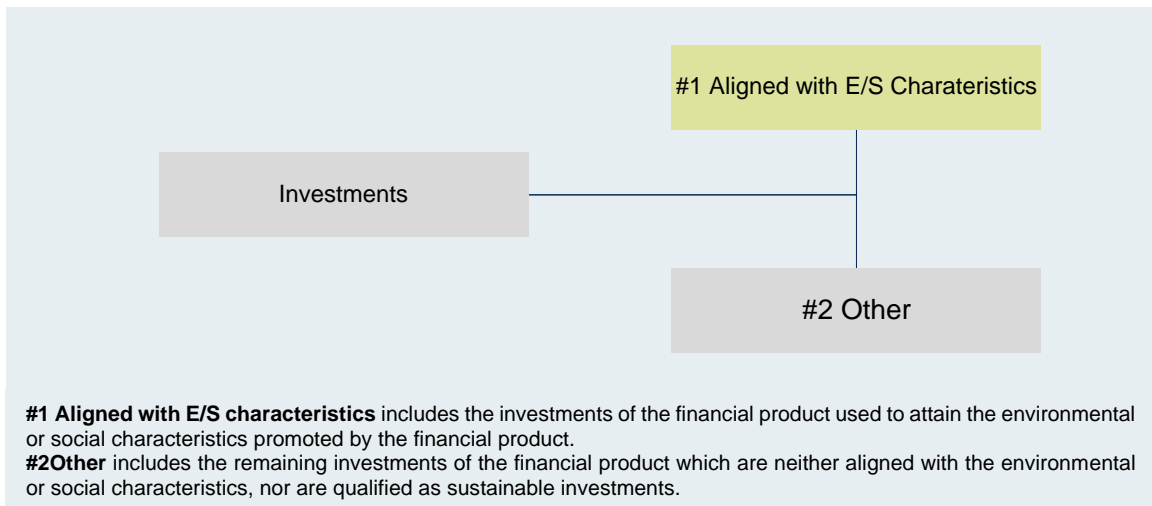 #1 Aligned with E/S Charateristics
Investments
#2 Other
#1 Aligned with E/S characteristics includes the investments of the financial product used to attain the environmental
or social characteristics promoted by the financial product.
#2Other includes the remaining investments of the financial product which are neither aligned with the environmental
or social characteristics, nor are qualified as sustainable investments.